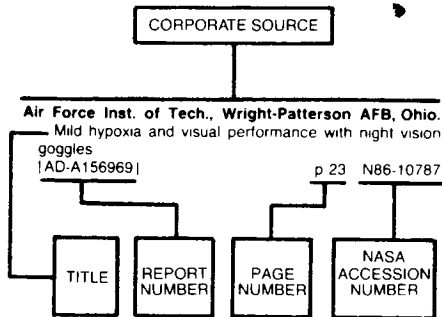 CORPORATE SOURCE
Air Force Inst. of Tech., Wright-Patterson AFB, Ohio.
Mild hypoxia and visual performance with night vision
goggles
[AD-A156969] p 23 N86-10787
TITLE
REPORT
NUMBER
PAGE
NUMBER
NASA
ACCESSION
NUMBER